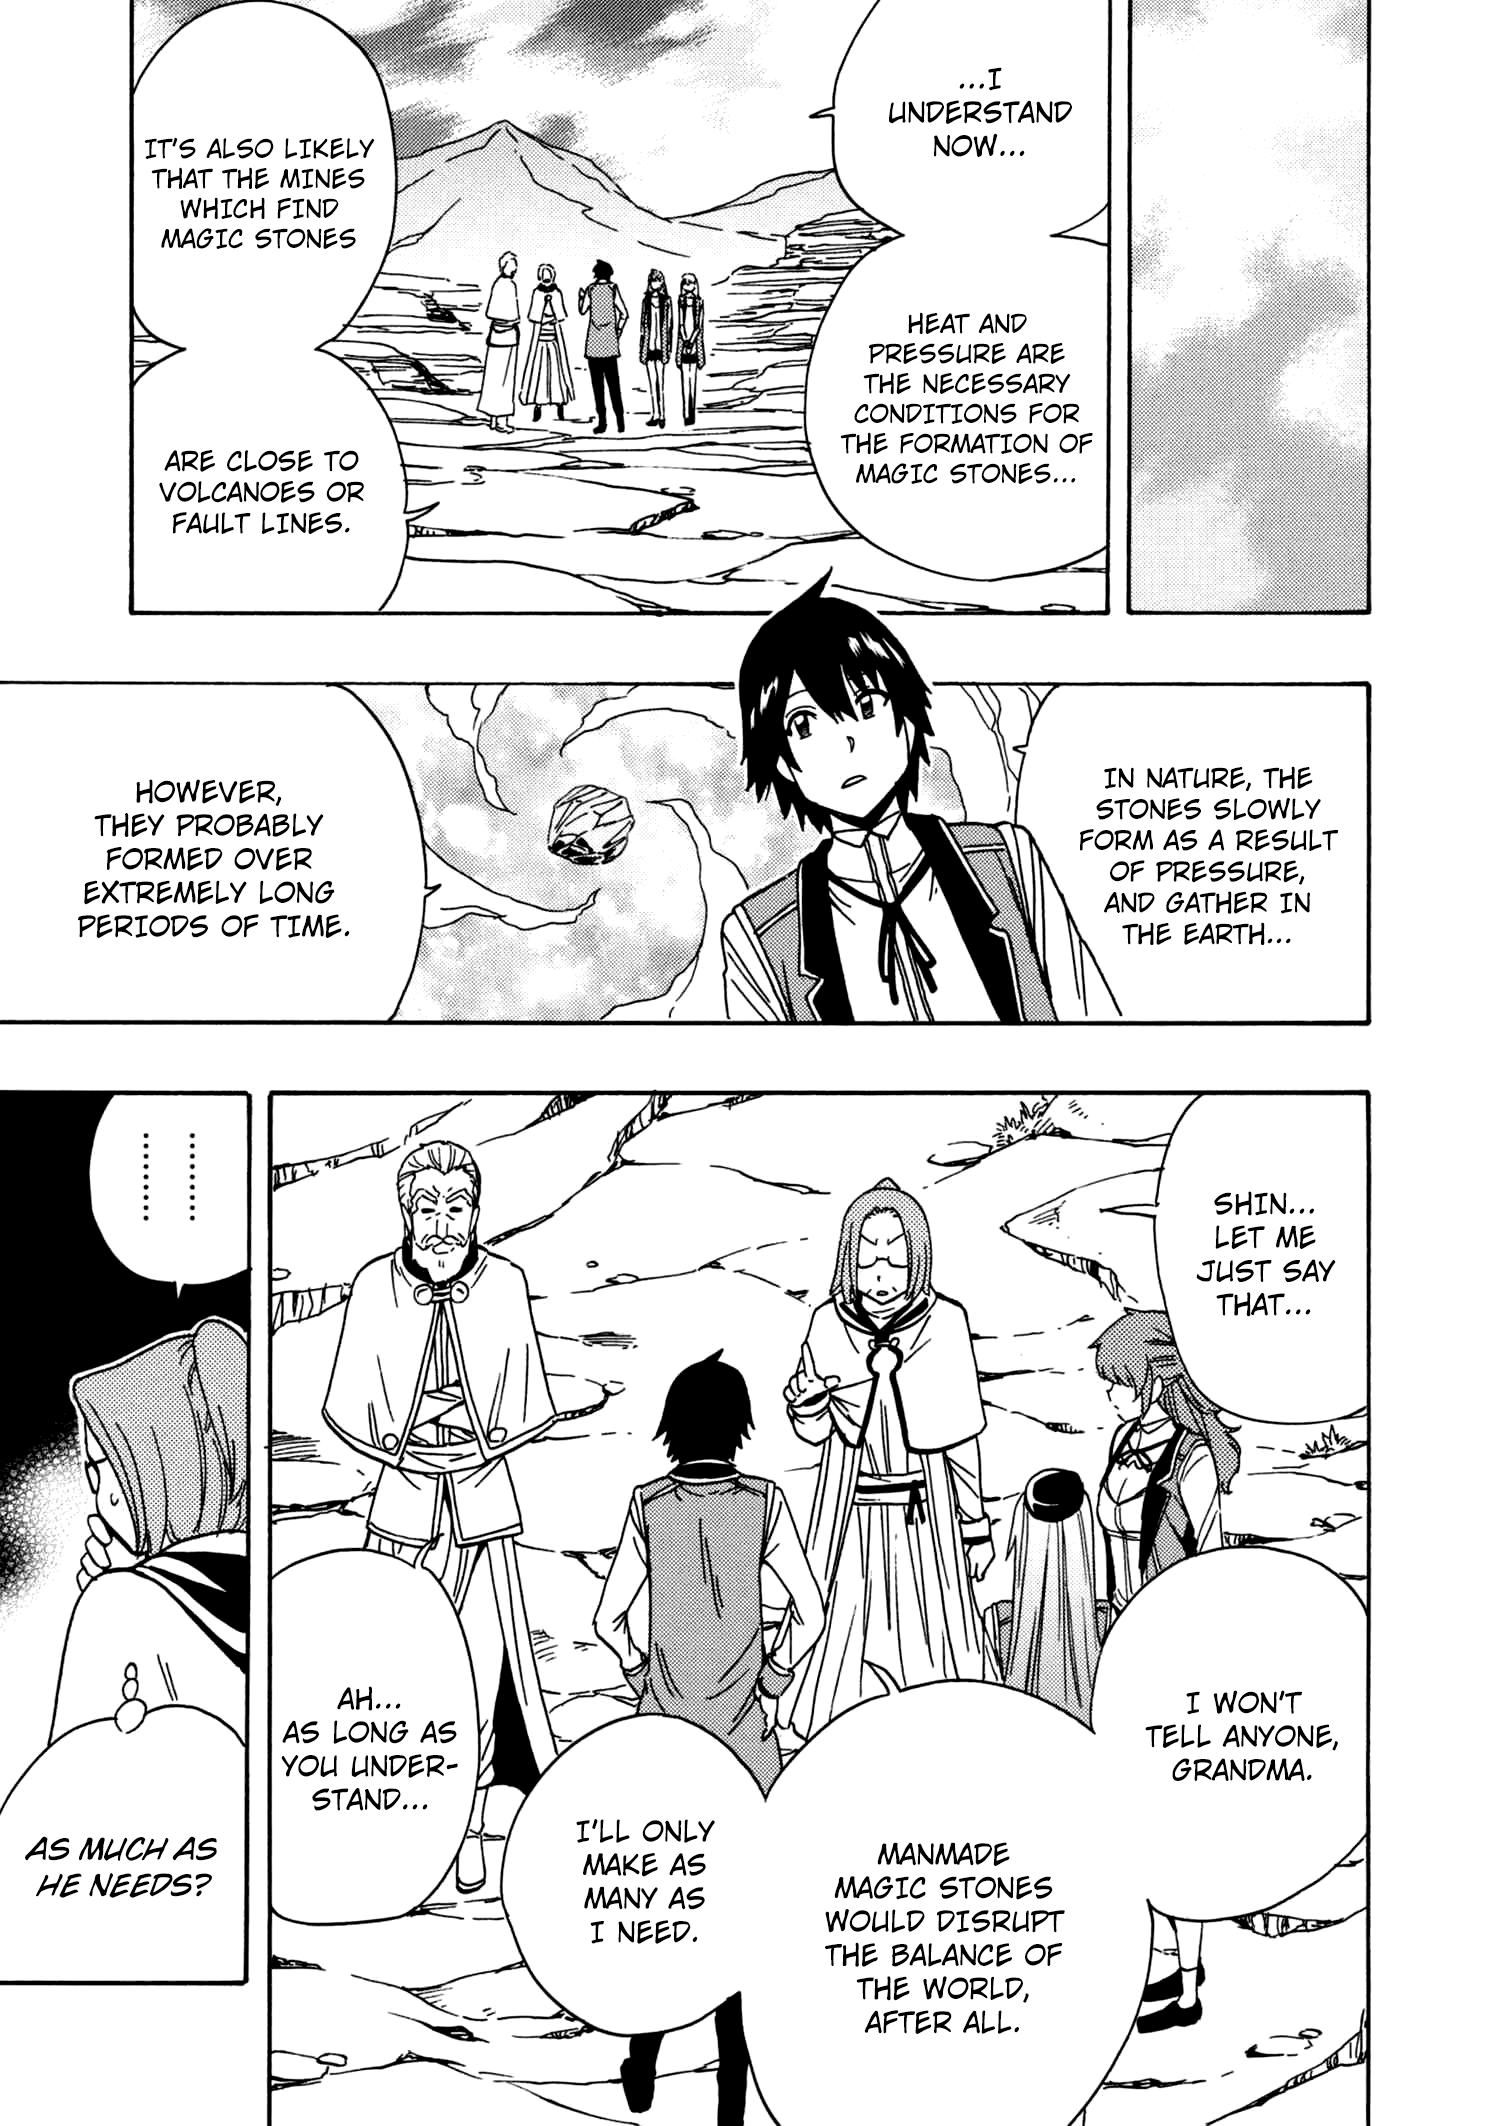 ...I
UNDERSTAND
NOW...
HEAT AND
PRESSURE ARE
THE NECESSARY
CONDITIONS FOR
THE FORMATION OF
MAGIC STONES...
IT'S ALSO LIKELY
THAT THE MINES
WHICH FIND
MAGIC STONES
ARE CLOSE TO
VOLCANOES OR
FAULT LINES.
IN NATURE, THE
STONES SLOWLY
FORM AS A RESULT
OF PRESSURE,
AND GATHER IN
THE EARTH...
HOWEVER,
THEY PROBABLY
FORMED OVER
EXTREMELY LONG
PERIODS OF TIME.
SHIN...
LET ME
JUST SAY
THAT...
I WON'T
TELL ANYONE,
GRANDMA.
MANMADE
MAGIC STONES
WOULD DISRUPT
THE BALANCE OF
THE WORLD,
AFTER ALL.
I'LL ONLY
MAKE AS
MANY AS
I NEED.
AH...
AS LONG AS
YOU UNDER-
STAND...
.........
.........
AS MUCH AS
HE NEEDS?